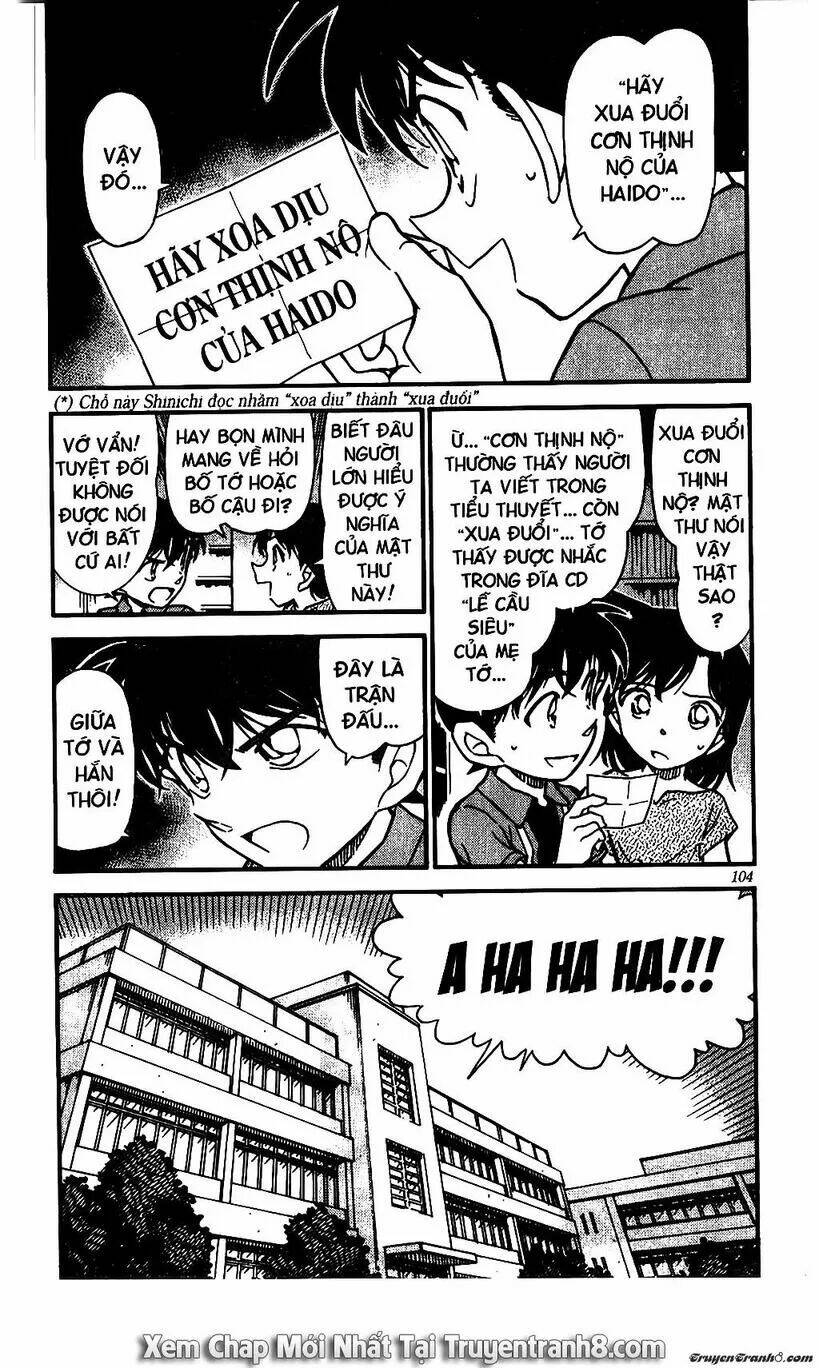 "HÃY
XUA ĐUỔI
CƠN THỊNH
NỘ CỦA
HAIDO"...
VẬY
ĐÓ...
HÃY XOA DỊU
CƠN THỊNH NỘ
CỦA HAIDO
(*) Chỗ này Shinichi đọc nhầm "xoa dịu" thành "xua đuổi"
XUA ĐUỔI
CƠN
THỊNH
NỘ? MẬT
THƯ NÓI
VẬY
THẬT
SAO
?
Ừ... "CƠN THỊNH NỘ"
THƯỜNG THẤY NGƯỜI
TA VIẾT TRONG
TIỂU THUYẾT... CÒN
"XUA ĐUỔI"... TỚ
THẤY ĐƯỢC NHẮC
TRONG ĐĨA CD
"LỄ CẦU
SIÊU"
CỦA MẸ
TỚ...
BIẾT ĐÂU
NGƯỜI
LỚN HIỂU
ĐƯỢC Ý
NGHĨA
CỦA MẬT
THƯ
NÀY!
HAY BỌN MÌNH
MANG VỀ HỎI
BỐ TỚ HOẶC
BỐ CẬU ĐI?
VỚ VẨN!
TUYỆT ĐỐI
KHÔNG
ĐƯỢC NÓI
VỚI BẤT
CỨ AI!
ĐÂY LÀ
TRẬN
ĐẤU...
GIỮA
TỚ VÀ
HẮN
THÔI!
104
A HA HA HA!!!
Xem Chap Mới Nhất Tại Truyentranh8.com
TruyenTranh8.com